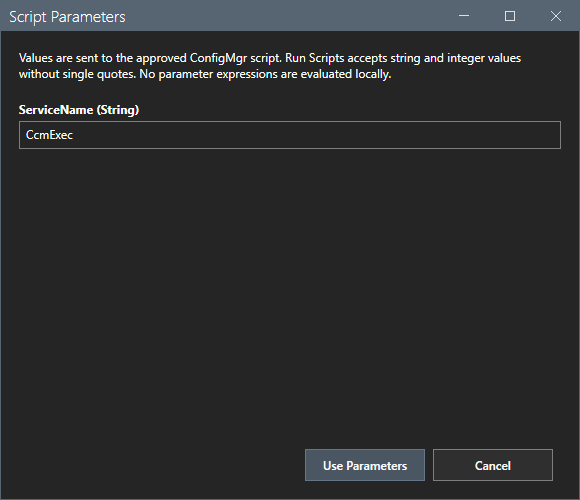 Script Parameters
Values are sent to the approved ConfigMgr script. Run Scripts accepts string and integer values
without single quotes. No parameter expressions are evaluated locally.
ServiceName (String)
CcmExec
Use Parameters
Cancel